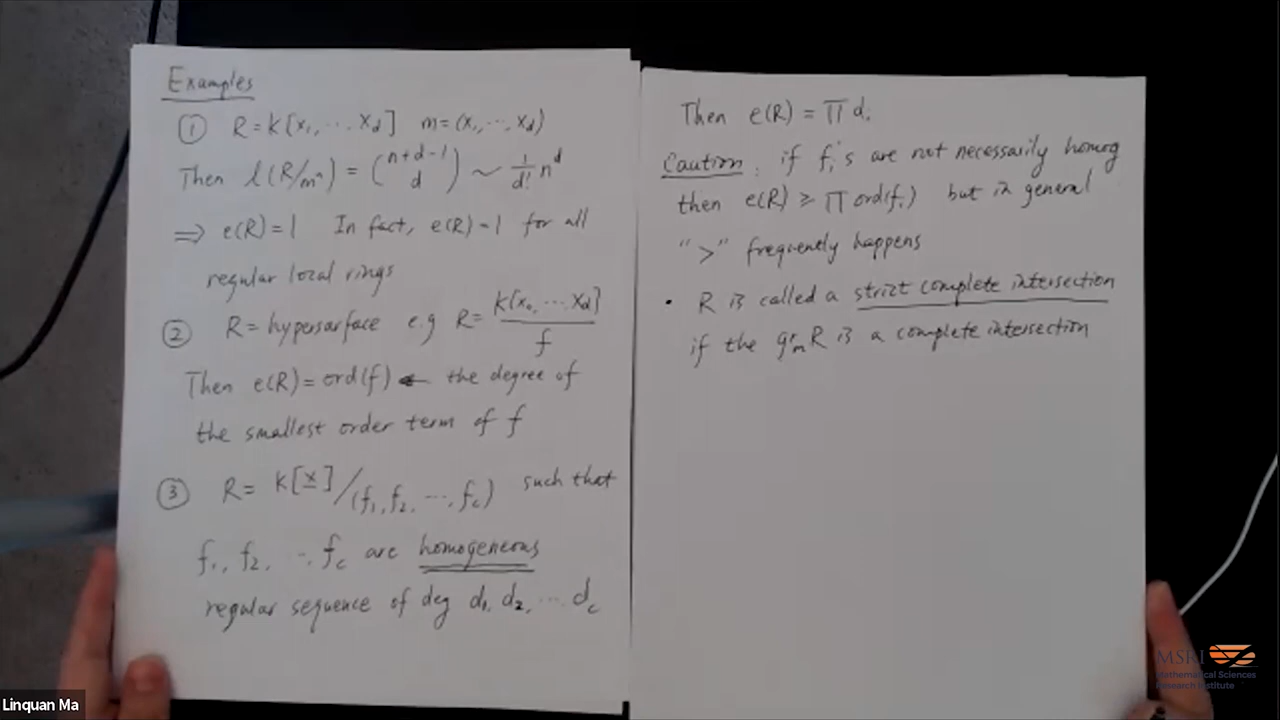 Examples
① R = k[x₁, ⋯ x_d] m = (x₁, ⋯, x_d)
Then l(R/mⁿ) = (n+d-1 d) ~ 1/d! n^d
⟹ e(R) = 1 In fact, e(R) = 1 for all
regular local rings
② R = hypersurface e.g R = k[x₀, ⋯ x_d] / f
Then e(R) = ord(f) ← the degree of
the smallest order term of f
③ R = k[x]/(f₁, f₂, ⋯, f_c) such that
f₁, f₂, ⋯, f_c are homogeneous
regular sequence of deg d₁, d₂, ⋯ d_c
Then e(R) = ∏ dᵢ
Caution: if fᵢ's are not necessarily homog
then e(R) ≥ ∏ ord(fᵢ) but in general
">" frequently happens
• R is called a strict complete intersection
if the gr_m R is a complete intersection
Linquan Ma
MSRI
Mathematical Sciences
Research Institute